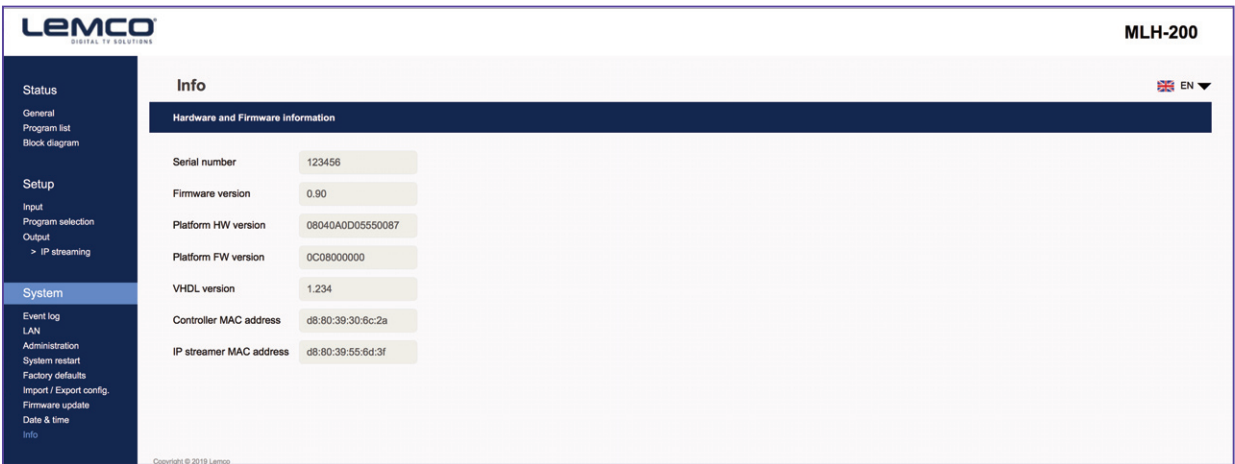 LEMCO
DIGITAL TV SOLUTIONS
MLH-200
Status
General
Program list
Block diagram
Setup
Input
Program selection
Output
> IP streaming
System
Event log
LAN
Administration
System restart
Factory defaults
Import / Export config.
Firmware update
Date & time
Info
Info
EN
Hardware and Firmware information
Serial number 123456
Firmware version 0.90
Platform HW version 08040A0D05550087
Platform FW version 0C08000000
VHDL version 1.234
Controller MAC address d8:80:39:30:6c:2a
IP streamer MAC address d8:80:39:55:6d:3f
Copyright © 2019 Lemco